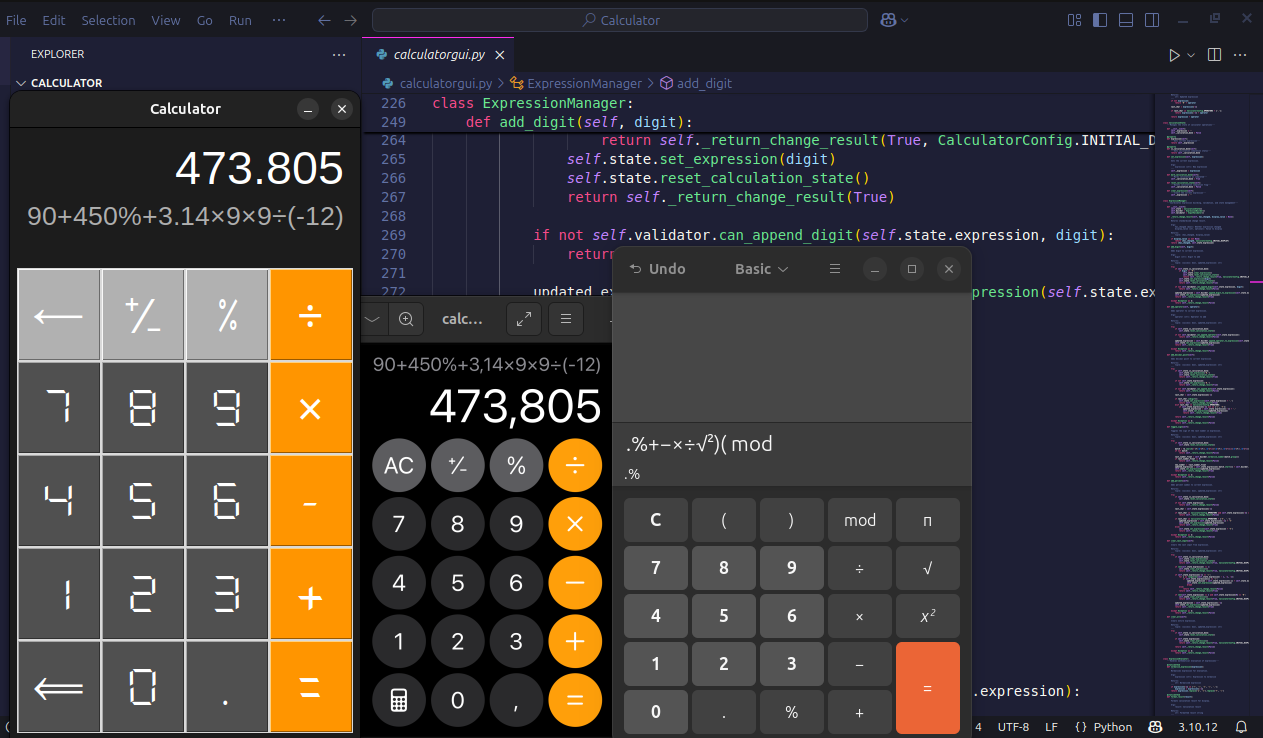 File Edit Selection View Go Run ··· ← → Calculator
EXPLORER ···
CALCULATOR
calculatorgui.py ×
calculatorgui.py > ExpressionManager > add_digit
226 class ExpressionManager:
249 def add_digit(self, digit):
264 return self._return_change_result(True, CalculatorConfig.INITIAL_D
265 self.state.set_expression(digit)
266 self.state.reset_calculation_state()
267 return self._return_change_result(True)
268
269 if not self.validator.can_append_digit(self.state.expression, digit):
270 retur
271
272 updated_e pression(self.state.ex
.expression):
4 UTF-8 LF {} Python 3.10.12
Calculator
473.805
90+450%+3.14×9×9÷(-12)
← +/− % ÷
7 8 9 ×
4 5 6 -
1 2 3 +
⇐ 0 . =
calc...
90+450%+3,14×9×9÷(-12)
473,805
AC +/− % ÷
7 8 9 ×
4 5 6 −
1 2 3 +
0 , =
Undo Basic
.%+−×÷√²)( mod
.%
C ( ) mod π
7 8 9 ÷ √
4 5 6 × x²
1 2 3 −
0 . % + =